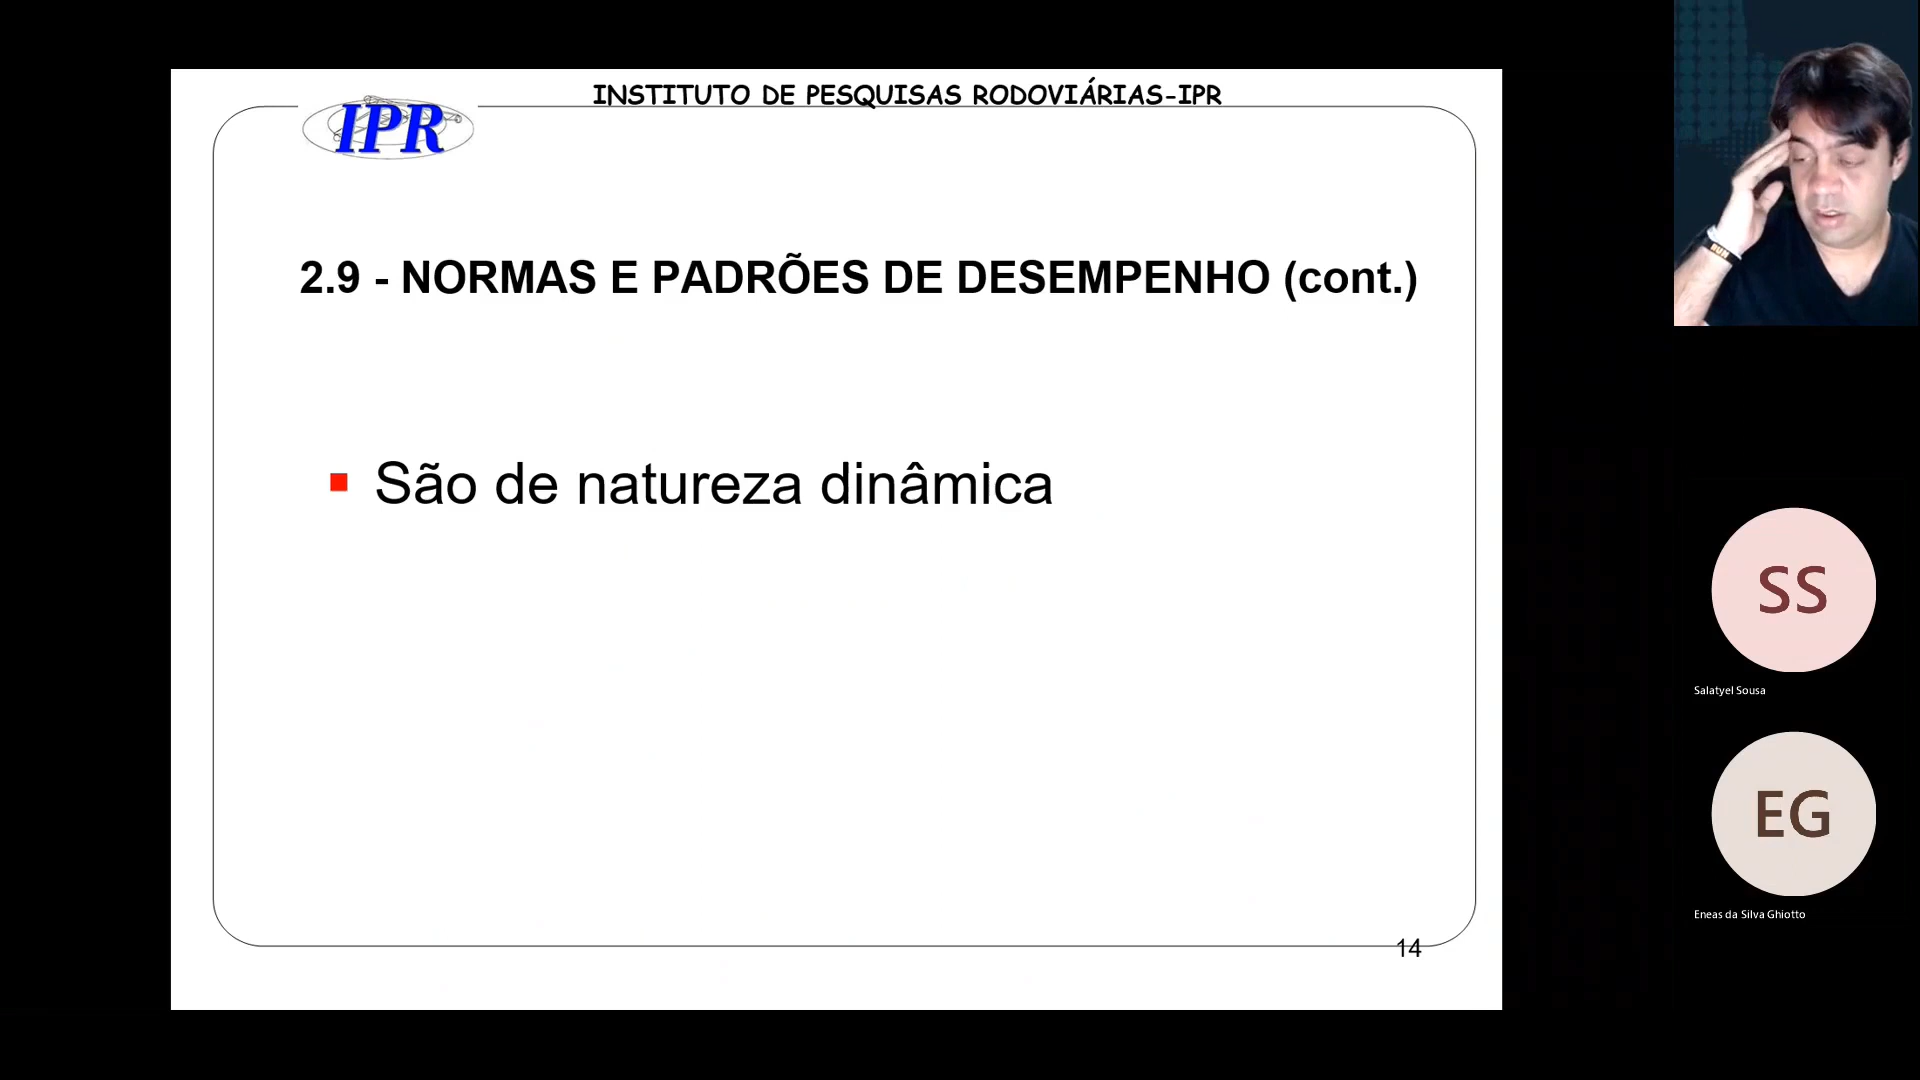 INSTITUTO DE PESQUISAS RODOVIÁRIAS-IPR
IPR
2.9 - NORMAS E PADRÕES DE DESEMPENHO (cont.)
São de natureza dinâmica
14
SS
Salatyel Sousa
EG
Eneas da Silva Ghiotto